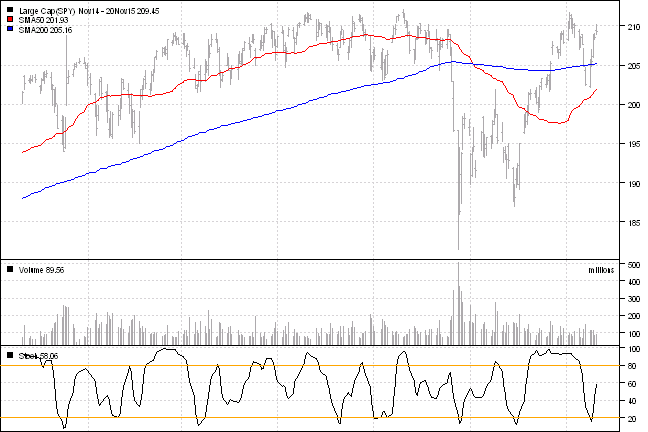 Large Cap(SPY) Nov14 - 20Nov15 209.45
SMA50 201.93
SMA200 205.16
210
205
200
195
190
185
Volume 89.56
millions
500
400
300
200
100
Stoch 58.06
100
80
60
40
20